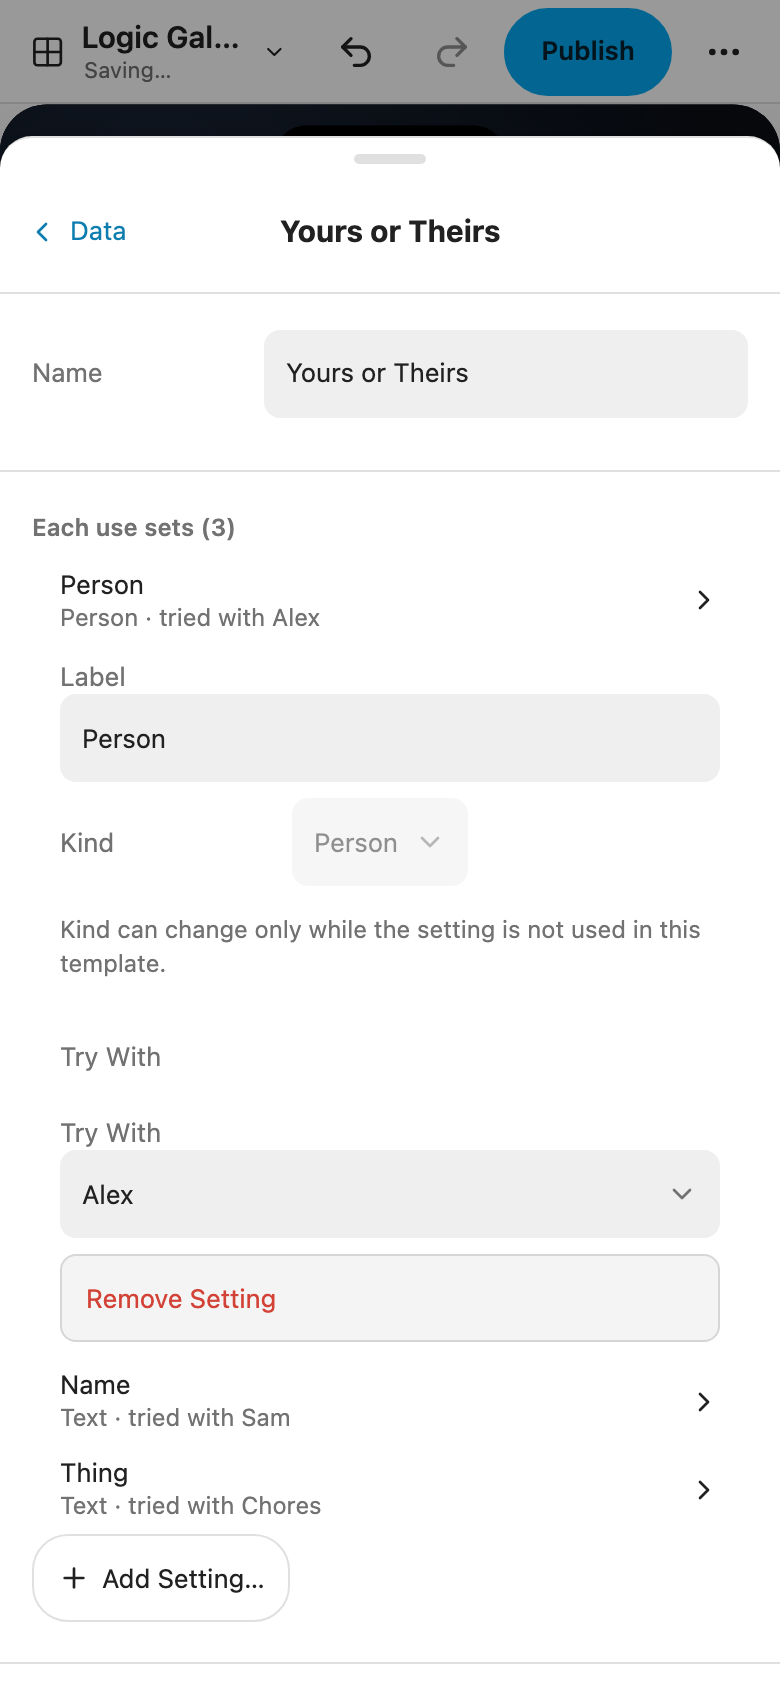 Logic Gal...
Saving...
Publish
Data
Yours or Theirs
Name
Yours or Theirs
Each use sets (3)
Person
Person · tried with Alex
Label
Person
Kind
Person
Kind can change only while the setting is not used in this
template.
Try With
Try With
Alex
Remove Setting
Name
Text · tried with Sam
Thing
Text · tried with Chores
Add Setting...